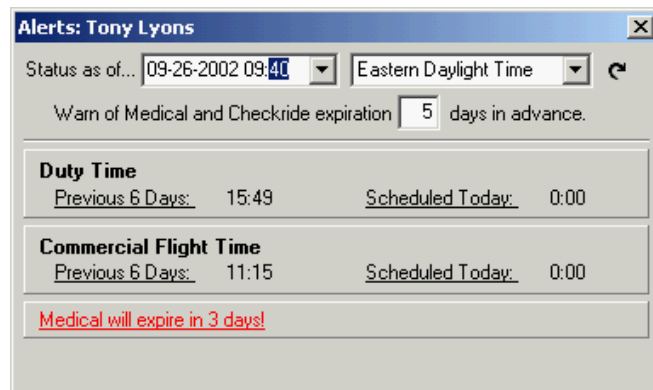 Alerts: Tony Lyons
Status as of... 09-26-2002 09:40 Eastern Daylight Time
Warn of Medical and Checkride expiration 5 days in advance.
Duty Time
Previous 6 Days: 15:49 Scheduled Today: 0:00
Commercial Flight Time
Previous 6 Days: 11:15 Scheduled Today: 0:00
Medical will expire in 3 days!